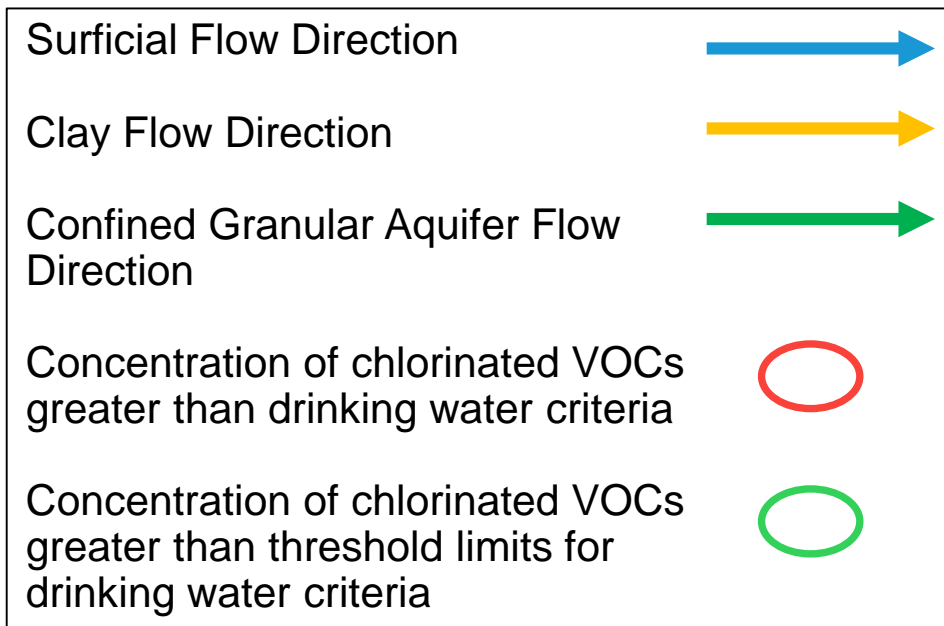 Surficial Flow Direction
Clay Flow Direction
Confined Granular Aquifer Flow
Direction
Concentration of chlorinated VOCs
greater than drinking water criteria
Concentration of chlorinated VOCs
greater than threshold limits for
drinking water criteria